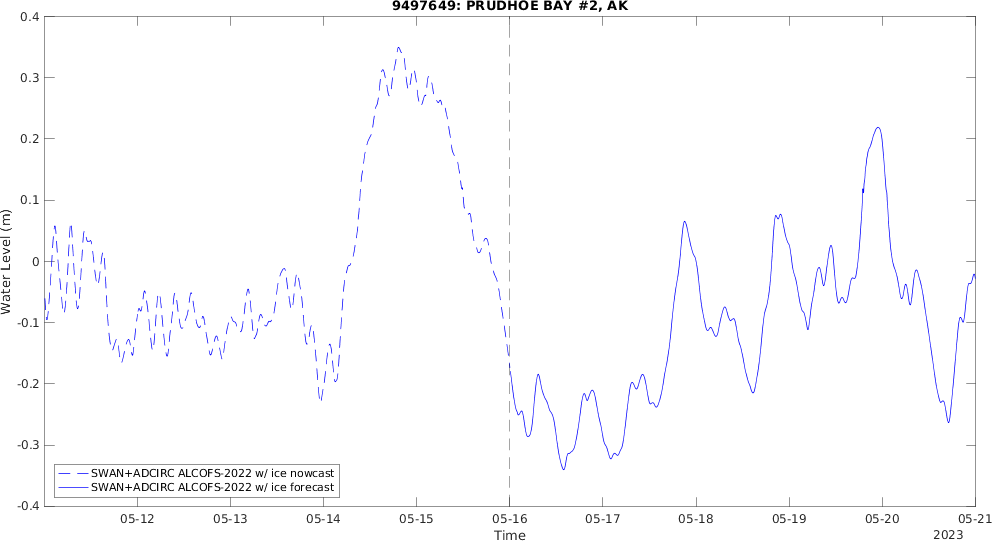 9497649: PRUDHOE BAY #2, AK
0.4
0.3
0.2
0.1
0
-0.1
-0.2
-0.3
-0.4
Water Level (m)
SWAN+ADCIRC ALCOFS-2022 w/ ice nowcast
SWAN+ADCIRC ALCOFS-2022 w/ ice forecast
05-12 05-13 05-14 05-15 05-16 05-17 05-18 05-19 05-20 05-21
Time
2023